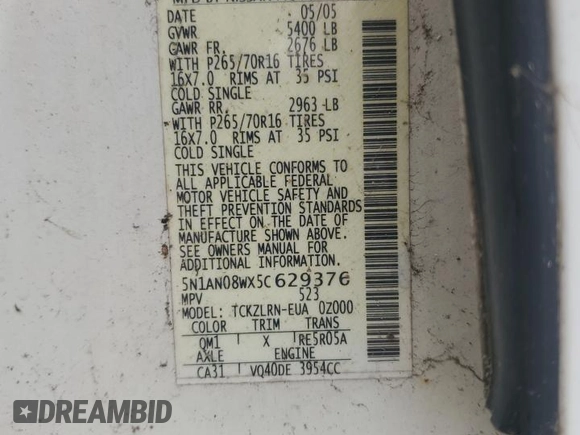 MFD BY NISSAN
DATE 05/05
GVWR 5400 LB
GAWR FR. 2676 LB
WITH P265/70R16 TIRES
16X7.0 RIMS AT 35 PSI
COLD SINGLE
GAWR RR. 2963 LB
WITH P265/70R16 TIRES
16X7.0 RIMS AT 35 PSI
COLD SINGLE
THIS VEHICLE CONFORMS TO
ALL APPLICABLE FEDERAL
MOTOR VEHICLE SAFETY AND
THEFT PREVENTION STANDARDS
IN EFFECT ON THE DATE OF
MANUFACTURE SHOWN ABOVE.
SEE OWNERS MANUAL FOR
ADDITIONAL INFORMATION
5N1AN08WX5C629376
MPV 523
MODEL: TCKZLRN-EUA 0Z000
COLOR TRIM TRANS
QM1 X RE5R05A
AXLE ENGINE
CA31 VQ40DE 3954CC
DREAMBID